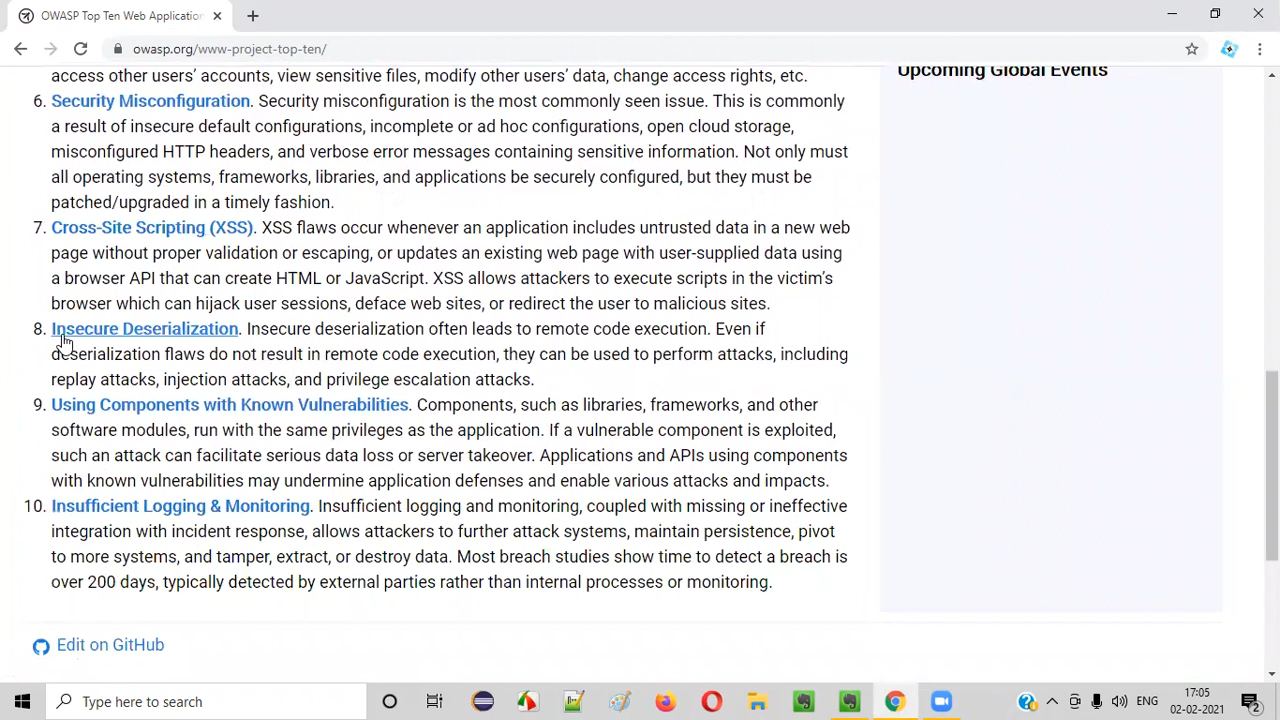 OWASP Top Ten Web Application
owasp.org/www-project-top-ten/
access other users' accounts, view sensitive files, modify other users' data, change access rights, etc.
Upcoming Global Events
6. Security Misconfiguration. Security misconfiguration is the most commonly seen issue. This is commonly
a result of insecure default configurations, incomplete or ad hoc configurations, open cloud storage,
misconfigured HTTP headers, and verbose error messages containing sensitive information. Not only must
all operating systems, frameworks, libraries, and applications be securely configured, but they must be
patched/upgraded in a timely fashion.
7. Cross-Site Scripting (XSS). XSS flaws occur whenever an application includes untrusted data in a new web
page without proper validation or escaping, or updates an existing web page with user-supplied data using
a browser API that can create HTML or JavaScript. XSS allows attackers to execute scripts in the victim's
browser which can hijack user sessions, deface web sites, or redirect the user to malicious sites.
8. Insecure Deserialization. Insecure deserialization often leads to remote code execution. Even if
deserialization flaws do not result in remote code execution, they can be used to perform attacks, including
replay attacks, injection attacks, and privilege escalation attacks.
9. Using Components with Known Vulnerabilities. Components, such as libraries, frameworks, and other
software modules, run with the same privileges as the application. If a vulnerable component is exploited,
such an attack can facilitate serious data loss or server takeover. Applications and APIs using components
with known vulnerabilities may undermine application defenses and enable various attacks and impacts.
10. Insufficient Logging & Monitoring. Insufficient logging and monitoring, coupled with missing or ineffective
integration with incident response, allows attackers to further attack systems, maintain persistence, pivot
to more systems, and tamper, extract, or destroy data. Most breach studies show time to detect a breach is
over 200 days, typically detected by external parties rather than internal processes or monitoring.
Edit on GitHub
Type here to search
ENG
17:05
02-02-2021
2